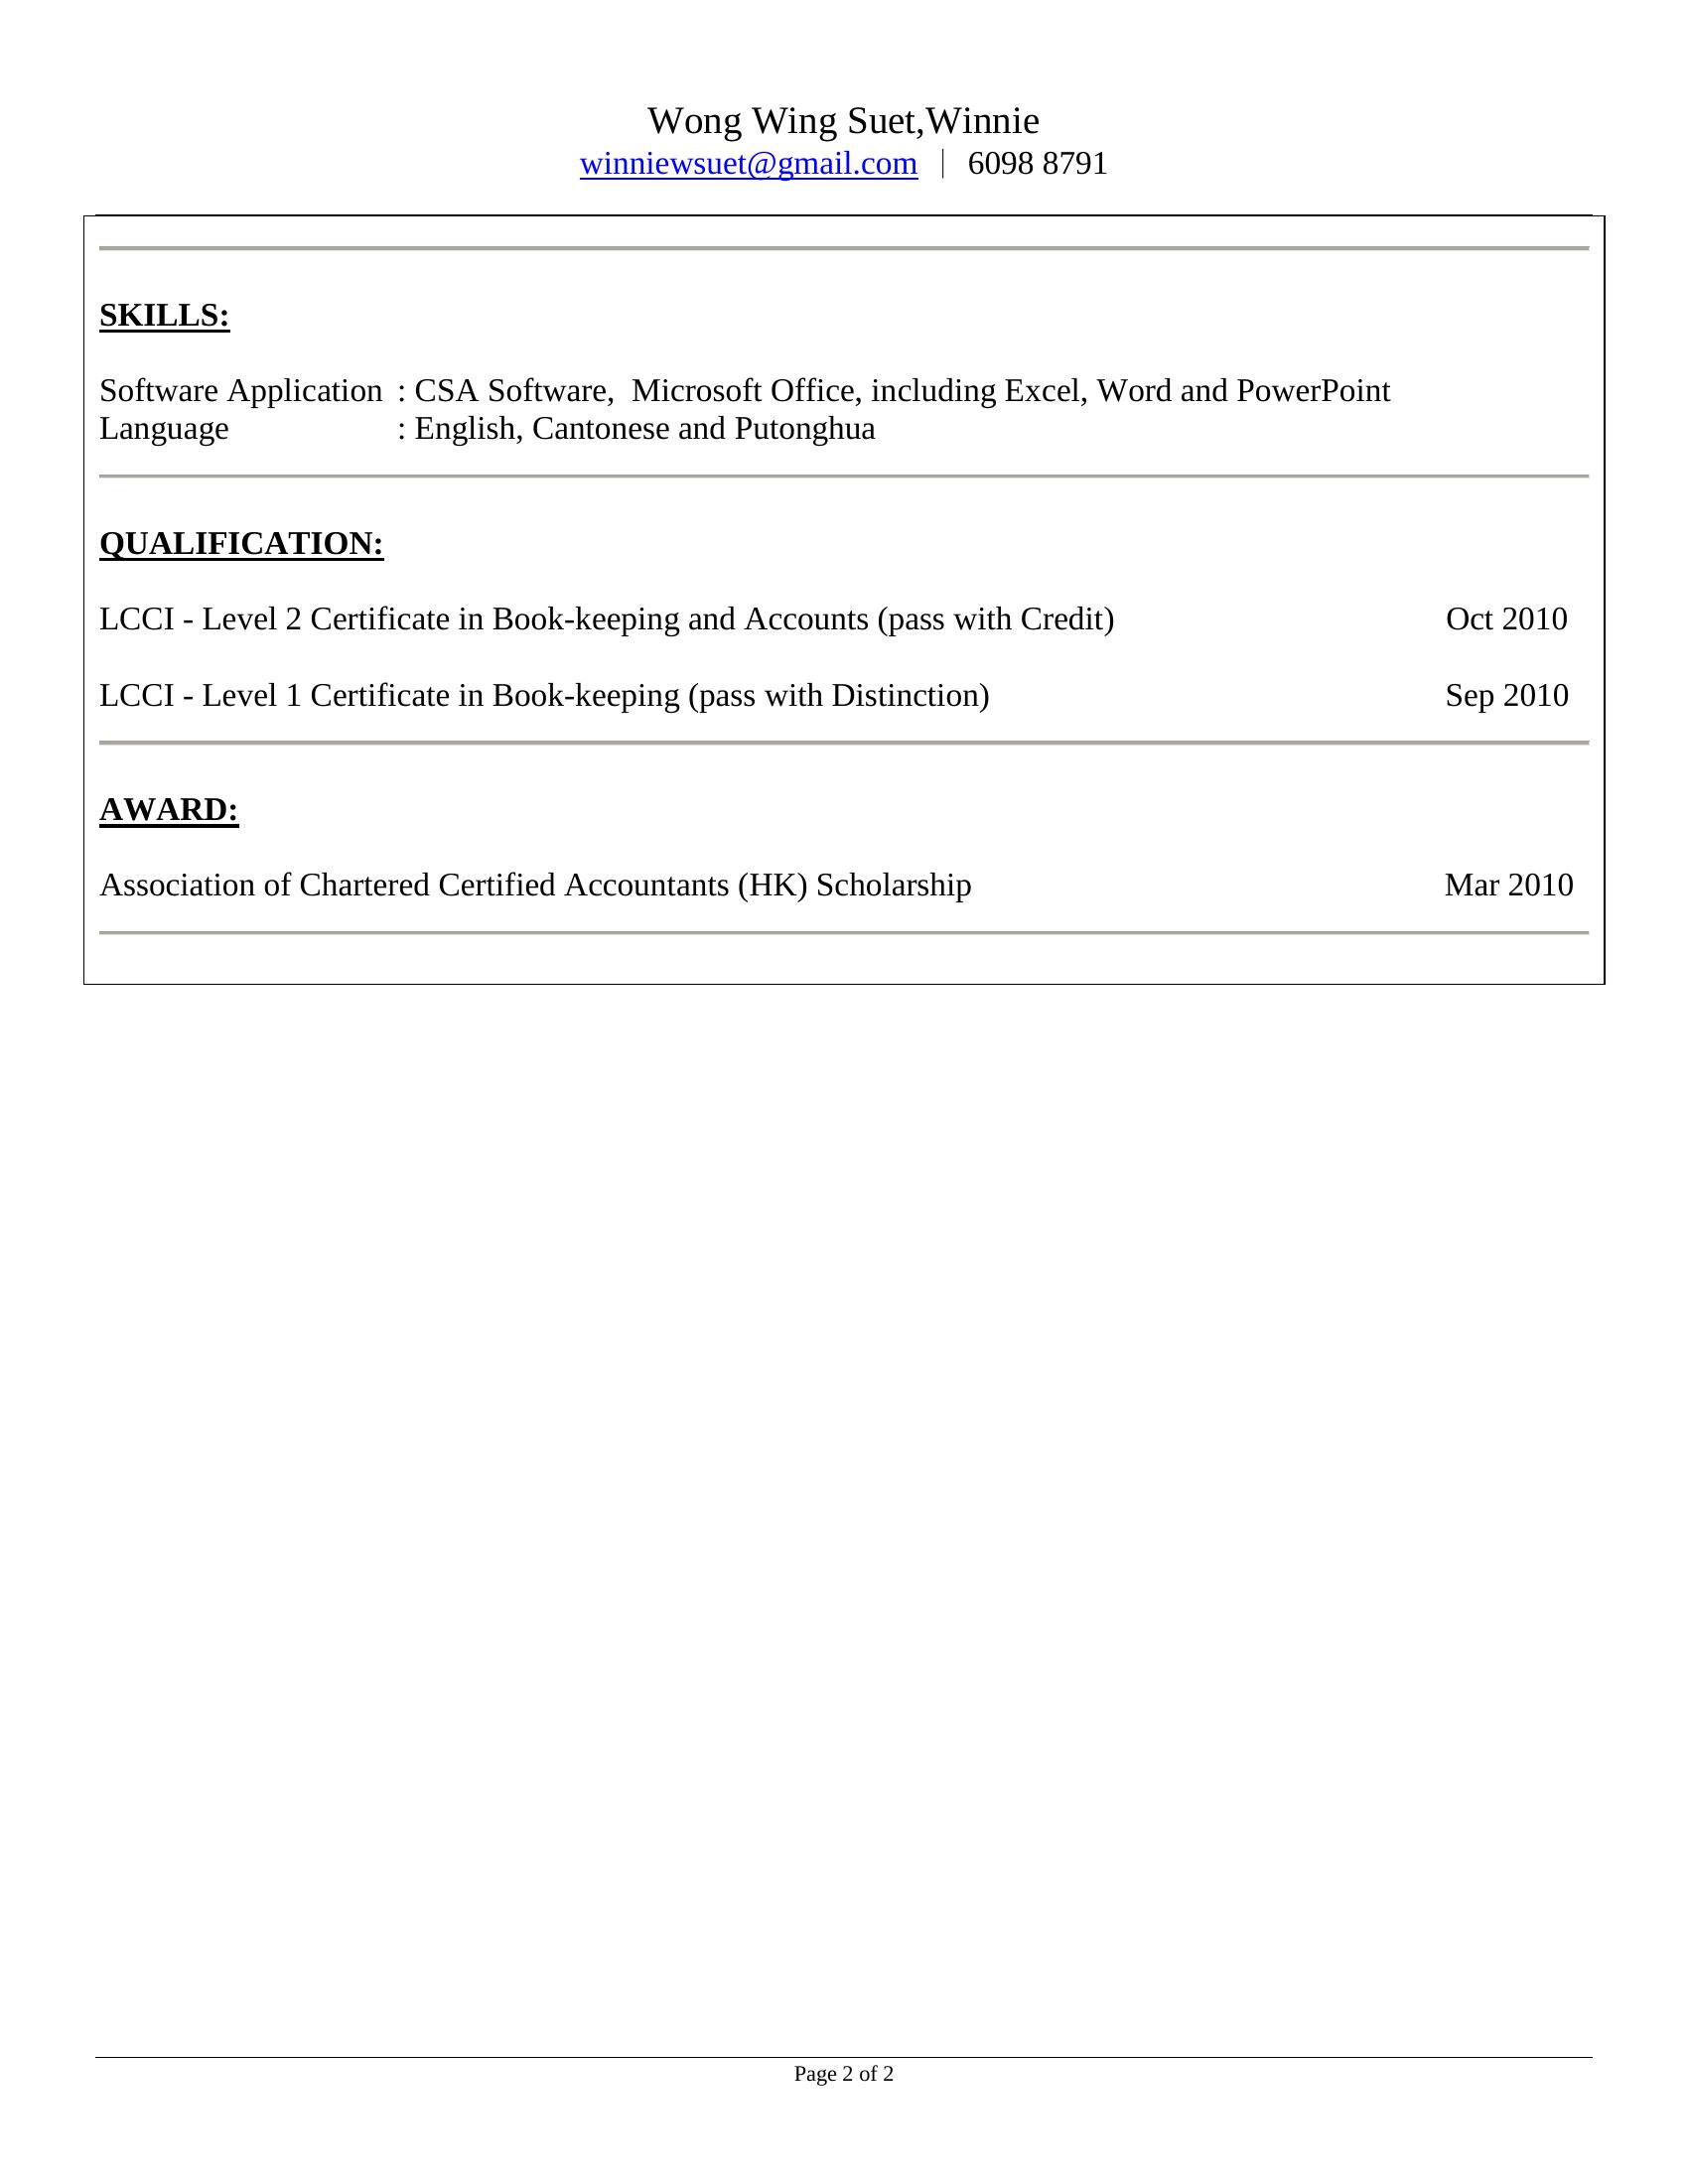 Wong Wing Suet,Winnie
winniewsuet@gmail.com | 6098 8791
SKILLS:
Software Application : CSA Software, Microsoft Office, including Excel, Word and PowerPoint
Language : English, Cantonese and Putonghua
QUALIFICATION:
LCCI - Level 2 Certificate in Book-keeping and Accounts (pass with Credit) Oct 2010
LCCI - Level 1 Certificate in Book-keeping (pass with Distinction) Sep 2010
AWARD:
Association of Chartered Certified Accountants (HK) Scholarship Mar 2010
Page 2 of 2